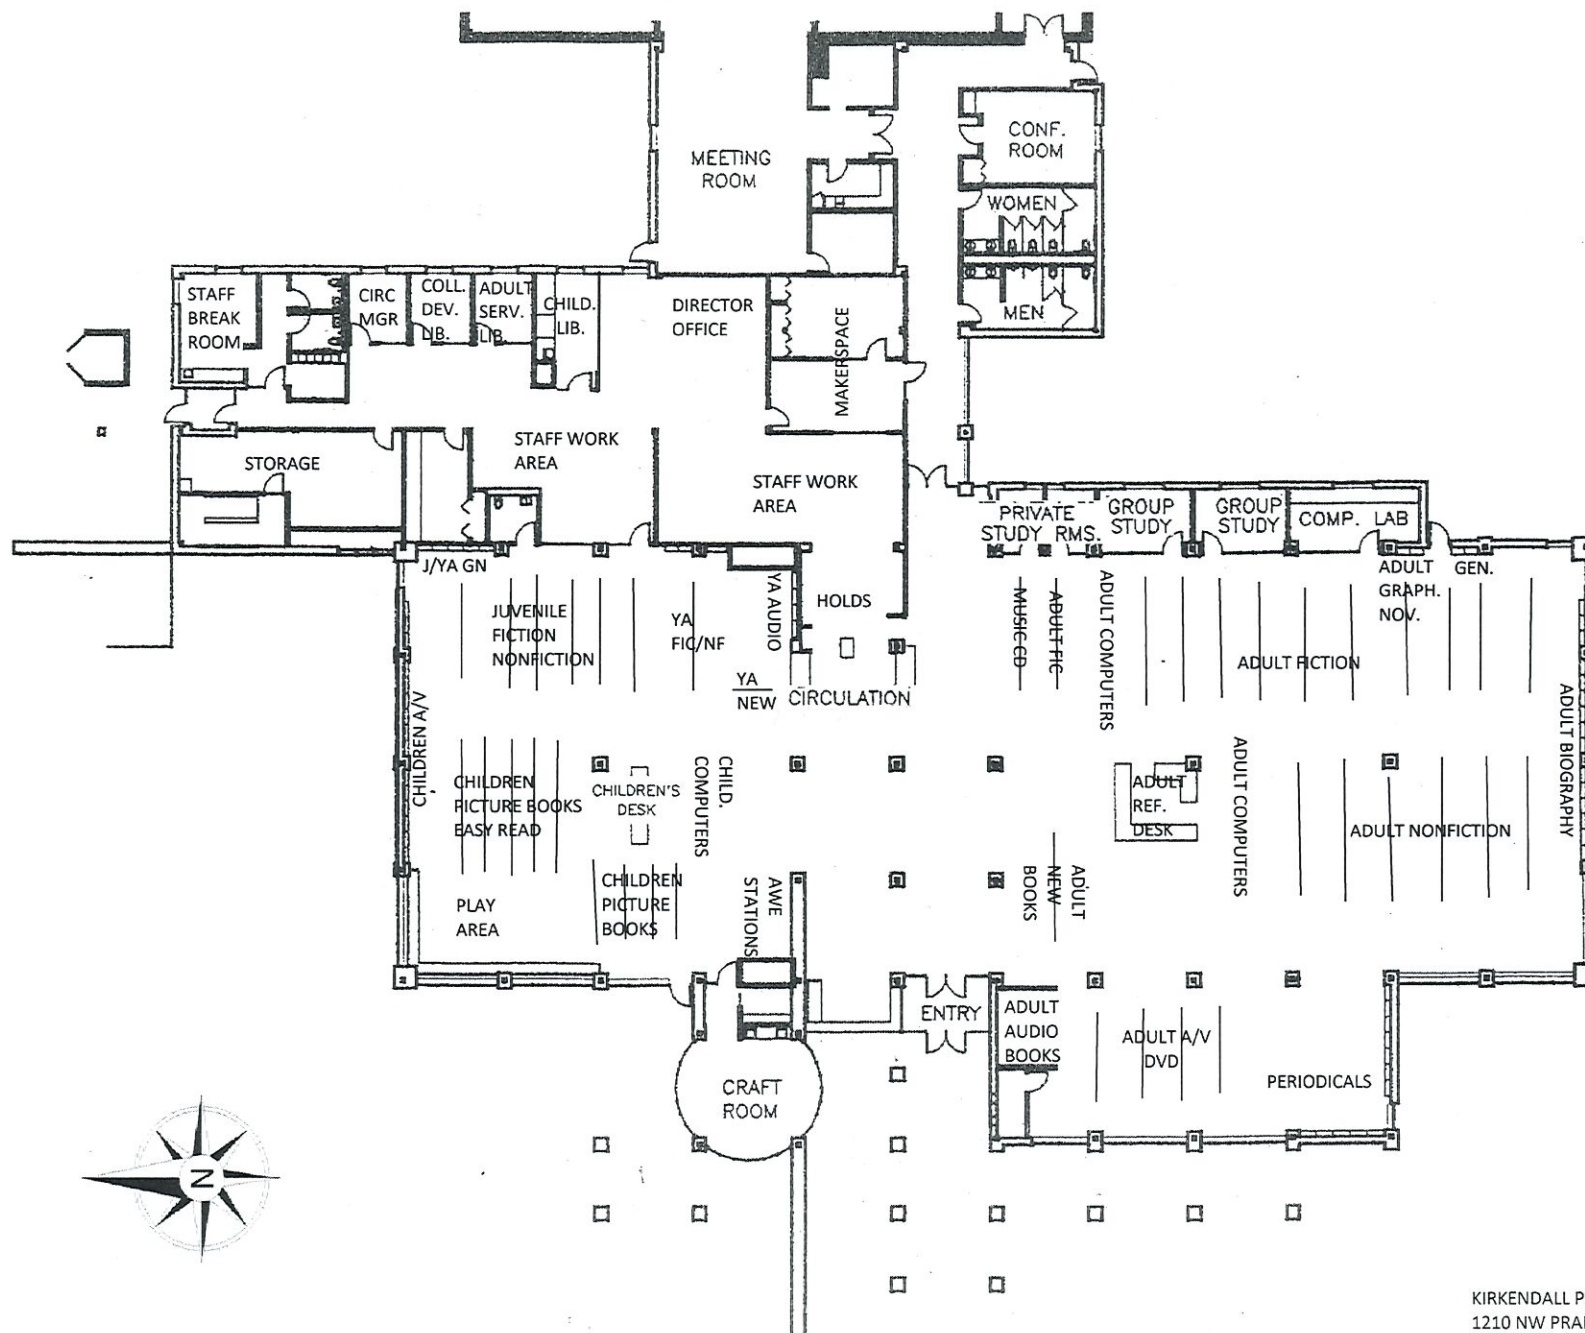 CONF.
ROOM
MEETING
ROOM
WOMEN
MEN
STAFF
BREAK
ROOM
CIRC
MGR
COLL.
DEV.
LIB.
ADULT
SERV.
LIB.
CHILD.
LIB.
DIRECTOR
OFFICE
MAKERSPACE
STORAGE
STAFF WORK
AREA
STAFF WORK
AREA
PRIVATE
STUDY RMS.
GROUP
STUDY
GROUP
STUDY
COMP. LAB
J/YA GN
JUVENILE
FICTION
NONFICTION
YA
FIC/NF
YA AUDIO
HOLDS
YA
NEW
CIRCULATION
MUSIC CD
ADULT FIC
ADULT COMPUTERS
ADULT
GRAPH.
NOV.
GEN.
ADULT FICTION
ADULT BIOGRAPHY
CHILDREN A/V
CHILDREN
PICTURE BOOKS
EASY READ
CHILDREN'S
DESK
CHILD.
COMPUTERS
ADULT
REF.
DESK
ADULT COMPUTERS
ADULT NONFICTION
PLAY
AREA
CHILDREN
PICTURE
BOOKS
AWE
STATIONS
ADULT
NEW
BOOKS
ENTRY
ADULT
AUDIO
BOOKS
ADULT A/V
DVD
PERIODICALS
CRAFT
ROOM
N
KIRKENDALL P
1210 NW PRAI